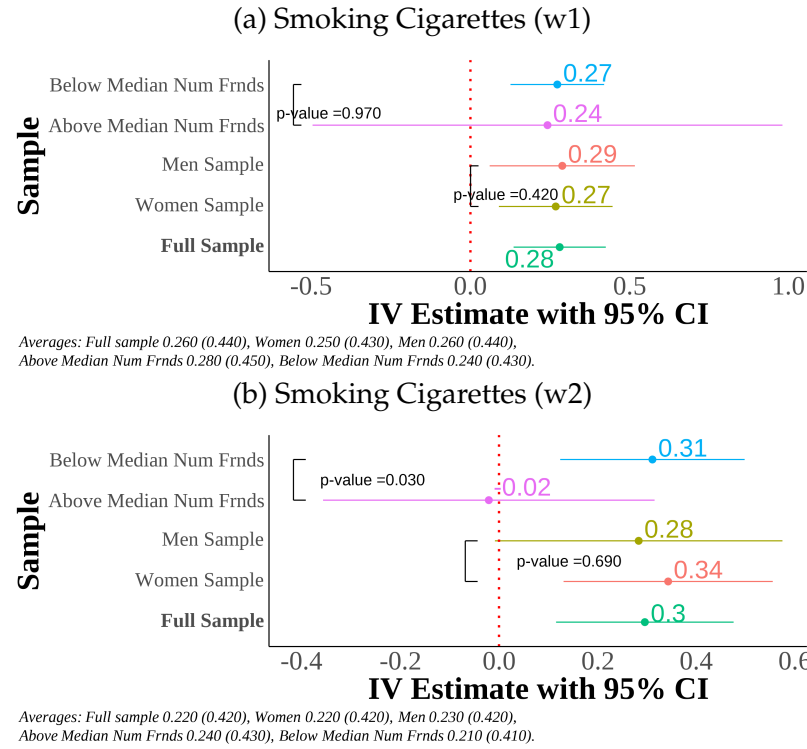 (a) Smoking Cigarettes (w1)
Sample
Below Median Num Frnds
0.27
p-value =0.970
Above Median Num Frnds
0.24
Men Sample
0.29
p-value =0.420
Women Sample
0.27
Full Sample
0.28
-0.5 0.0 0.5 1.0
IV Estimate with 95% CI
Averages: Full sample 0.260 (0.440), Women 0.250 (0.430), Men 0.260 (0.440),
Above Median Num Frnds 0.280 (0.450), Below Median Num Frnds 0.240 (0.430).
(b) Smoking Cigarettes (w2)
Sample
Below Median Num Frnds
0.31
p-value =0.030
Above Median Num Frnds
-0.02
Men Sample
0.28
p-value =0.690
Women Sample
0.34
Full Sample
0.3
-0.4 -0.2 0.0 0.2 0.4 0.6
IV Estimate with 95% CI
Averages: Full sample 0.220 (0.420), Women 0.220 (0.420), Men 0.230 (0.420),
Above Median Num Frnds 0.240 (0.430), Below Median Num Frnds 0.210 (0.410).